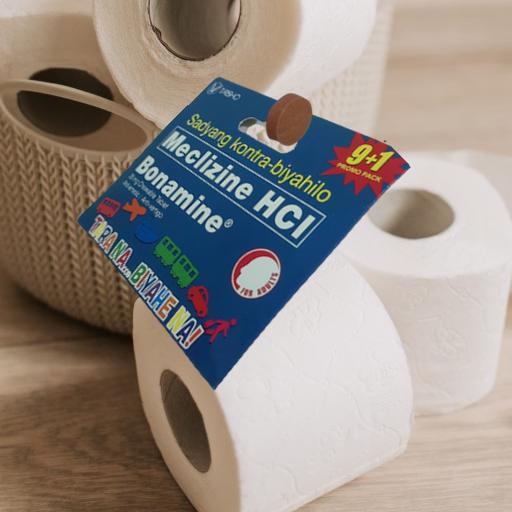 Sadyang kontra-biyahilo
9+1
PROMO PACK
Meclizine HCl
Bonamine®
FOR ADULTS
TARA NA... BIYAHE NA!